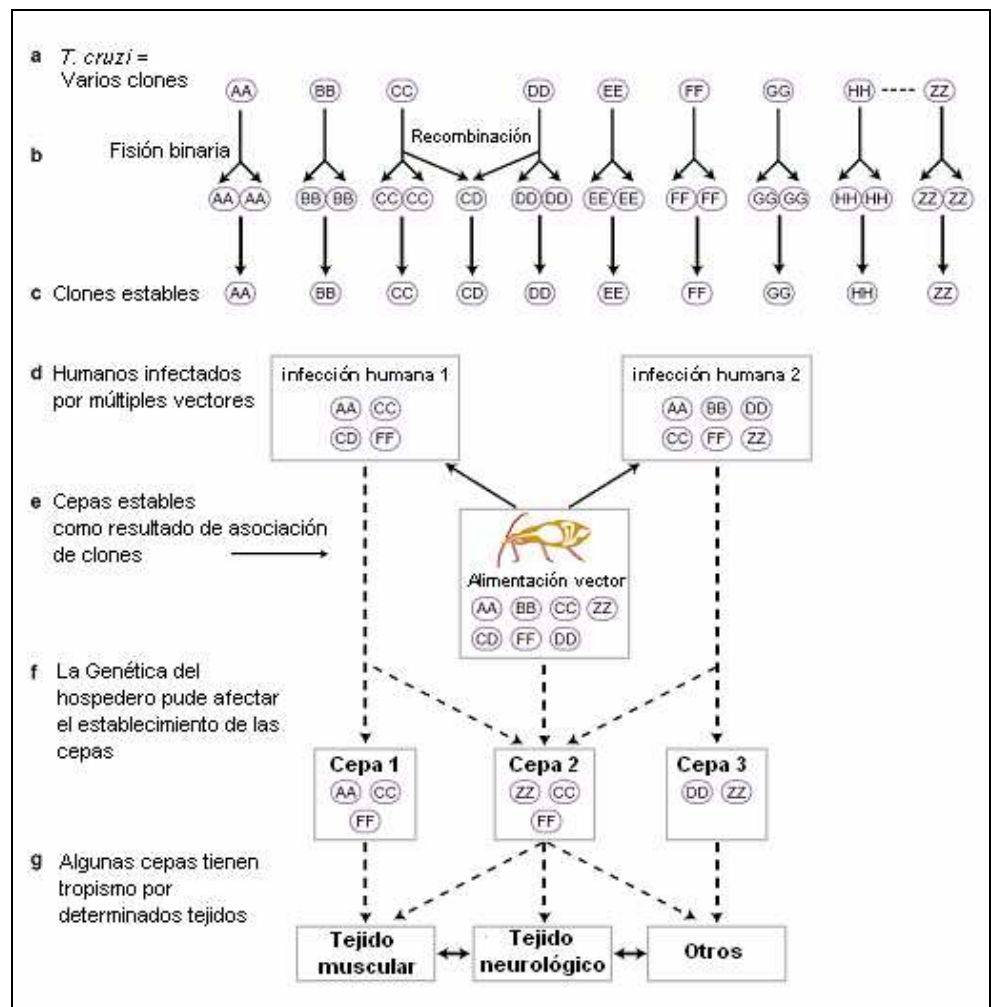 a T. cruzi =
Varios clones
AA BB CC DD EE FF GG HH ---- ZZ
Recombinación
b Fisión binaria
AA AA BB BB CC CC CD DD DD EE EE FF FF GG GG HH HH ZZ ZZ
c Clones estables AA BB CC CD DD EE FF GG HH ZZ
d Humanos infectados
por múltiples vectores
infección humana 1
AA CC
CD FF
infección humana 2
AA BB DD
CC FF ZZ
e Cepas estables
como resultado de asociación
de clones
Alimentación vector
AA BB CC ZZ
CD FF DD
f La Genética del
hospedero pude afectar
el establecimiento de las
cepas
Cepa 1
AA CC
FF
Cepa 2
ZZ CC
FF
Cepa 3
DD ZZ
g Algunas cepas tienen
tropismo por
determinados tejidos
Tejido
muscular
Tejido
neurológico
Otros